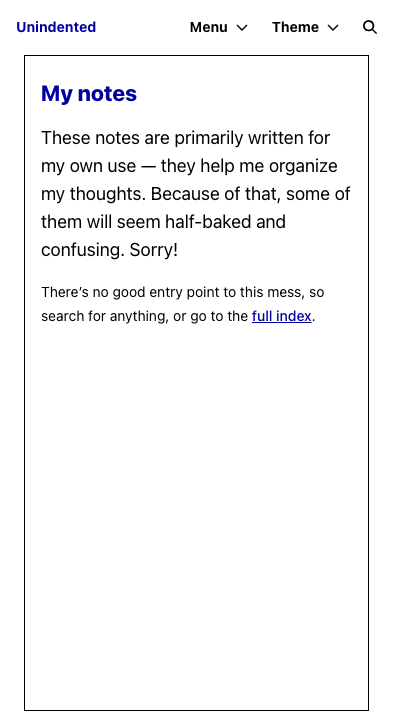 Unindented Menu Theme
My notes
These notes are primarily written for
my own use — they help me organize
my thoughts. Because of that, some of
them will seem half-baked and
confusing. Sorry!
There’s no good entry point to this mess, so
search for anything, or go to the full index.